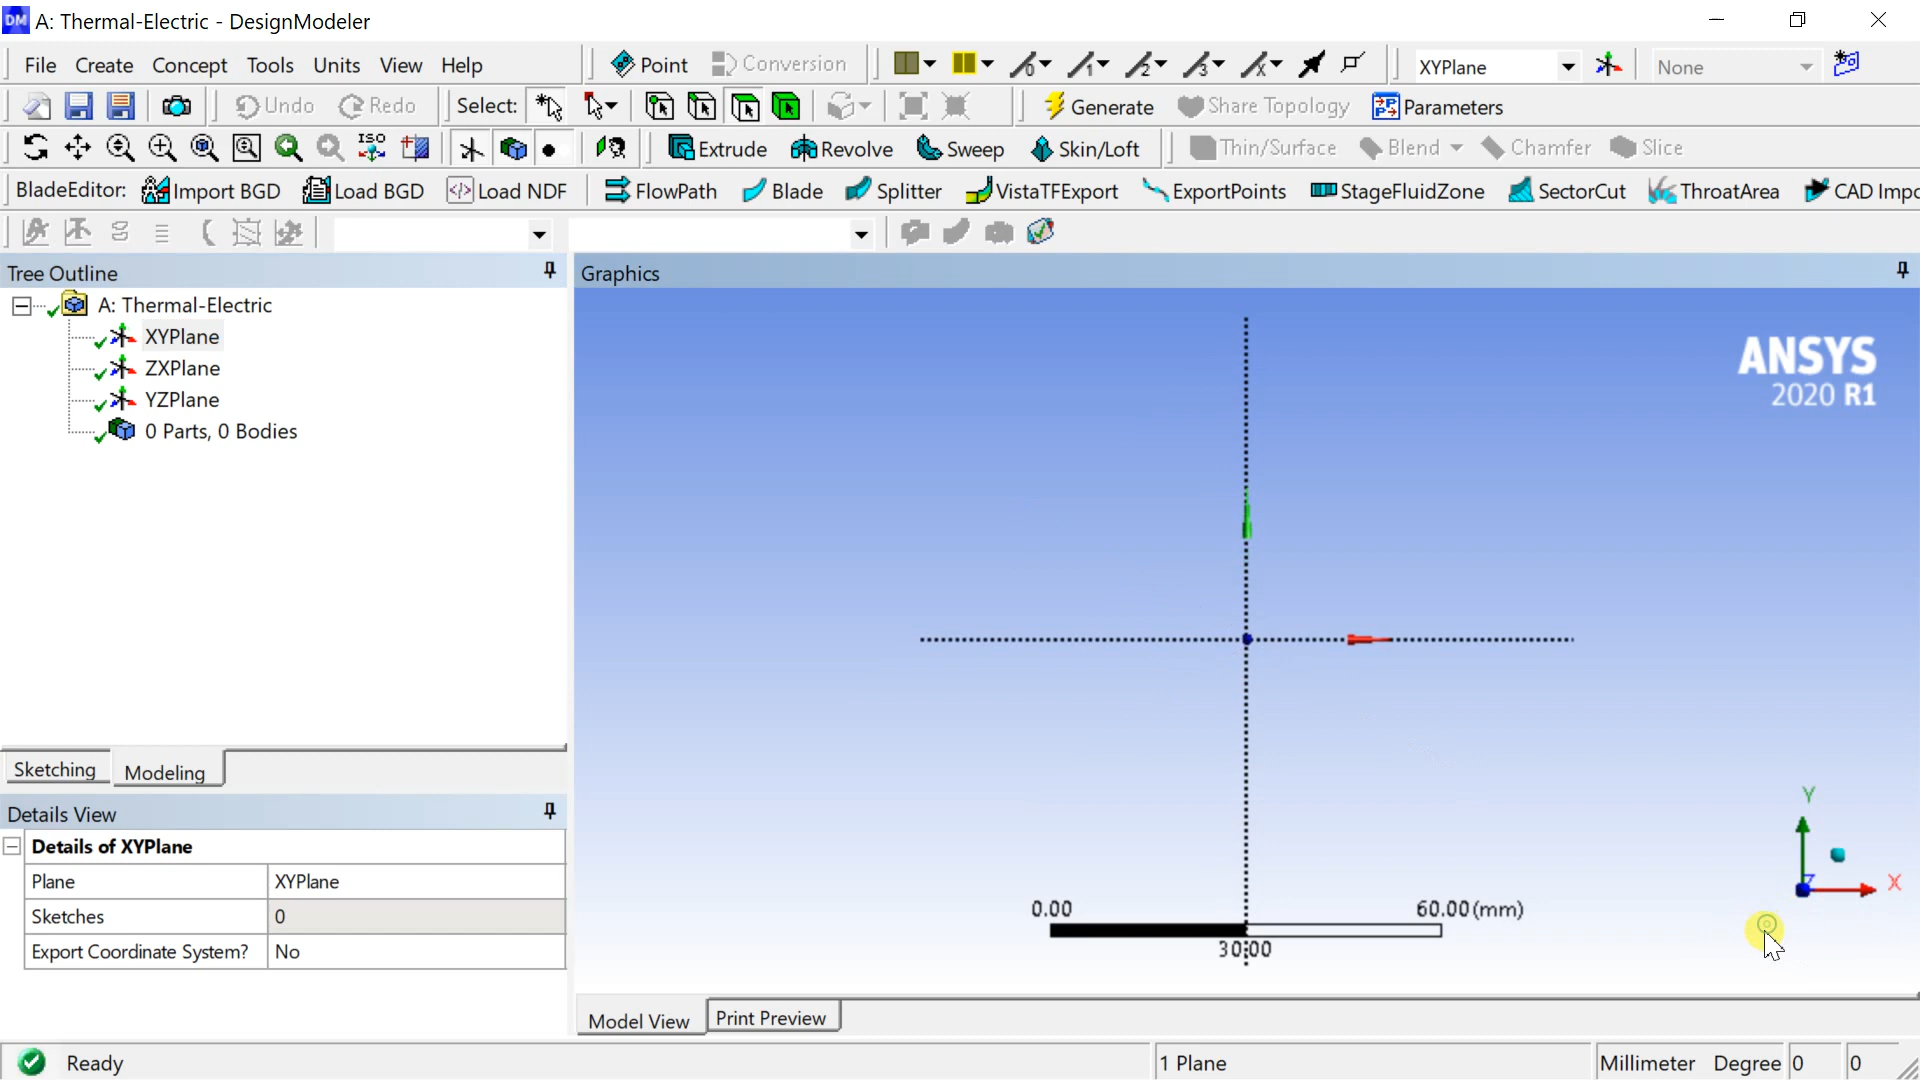 DM A: Thermal-Electric - DesignModeler
File Create Concept Tools Units View Help Point Conversion XYPlane None
Undo Redo Select: Generate Share Topology Parameters
ISO Extrude Revolve Sweep Skin/Loft Thin/Surface Blend Chamfer Slice
BladeEditor: Import BGD Load BGD Load NDF FlowPath Blade Splitter VistaTFExport ExportPoints StageFluidZone SectorCut ThroatArea CAD Impo
Tree Outline
A: Thermal-Electric
XYPlane
ZXPlane
YZPlane
0 Parts, 0 Bodies
Sketching Modeling
Details View
Details of XYPlane
Plane XYPlane
Sketches 0
Export Coordinate System? No
Graphics
ANSYS
2020 R1
Y
Z X
0.00 60.00 (mm)
30.00
Model View Print Preview
Ready 1 Plane Millimeter Degree 0 0